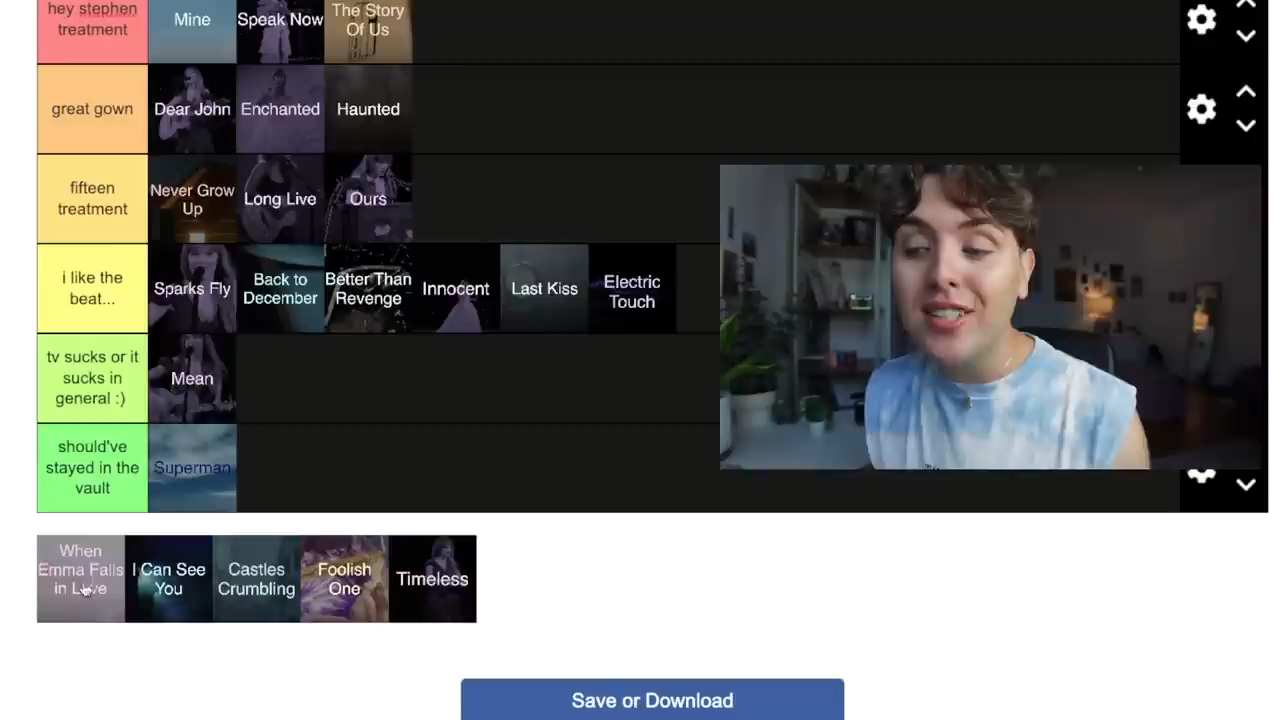 hey stephen
treatment
Mine
Speak Now
The Story
Of Us
great gown
Dear John
Enchanted
Haunted
fifteen
treatment
Never Grow
Up
Long Live
Ours
i like the
beat...
Sparks Fly
Back to
December
Better Than
Revenge
Innocent
Last Kiss
Electric
Touch
tv sucks or it
sucks in
general :)
Mean
should've
stayed in the
vault
Superman
When
Emma Falls
in Love
I Can See
You
Castles
Crumbling
Foolish
One
Timeless
Save or Download